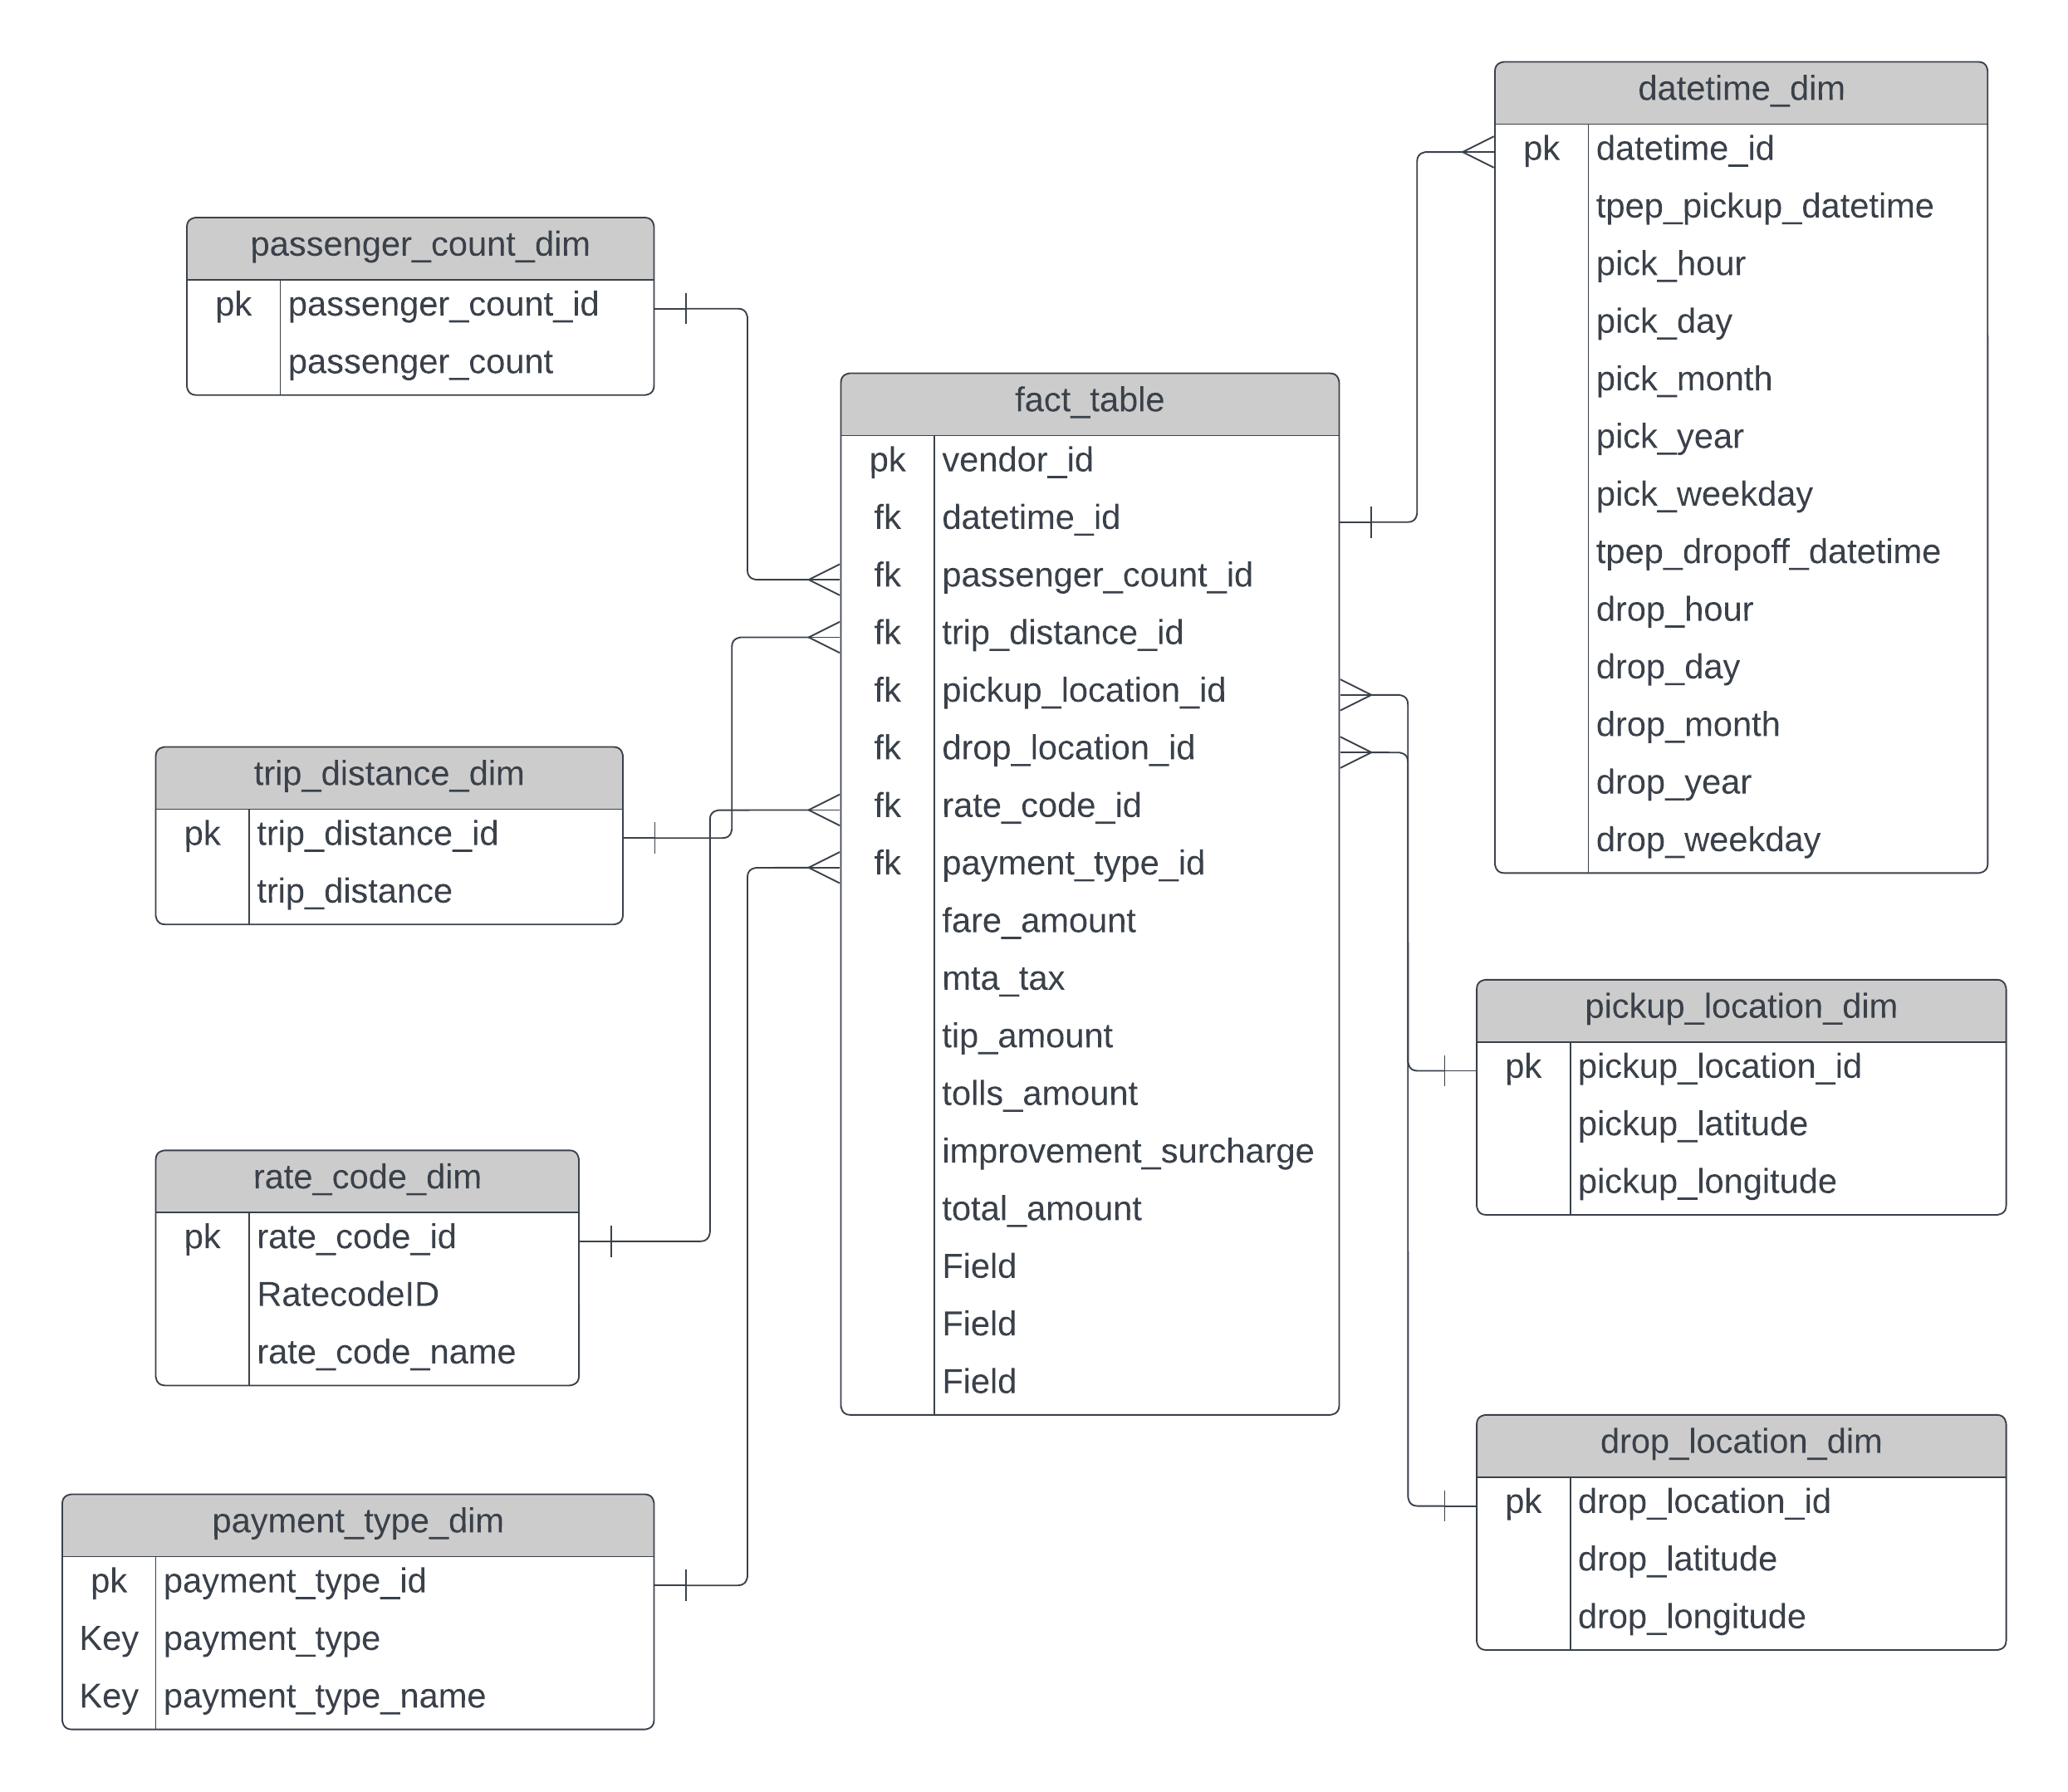 passenger_count_dim
pk passenger_count_id
passenger_count
trip_distance_dim
pk trip_distance_id
trip_distance
rate_code_dim
pk rate_code_id
RatecodeID
rate_code_name
payment_type_dim
pk payment_type_id
Key payment_type
Key payment_type_name
fact_table
pk vendor_id
fk datetime_id
fk passenger_count_id
fk trip_distance_id
fk pickup_location_id
fk drop_location_id
fk rate_code_id
fk payment_type_id
fare_amount
mta_tax
tip_amount
tolls_amount
improvement_surcharge
total_amount
Field
Field
Field
datetime_dim
pk datetime_id
tpep_pickup_datetime
pick_hour
pick_day
pick_month
pick_year
pick_weekday
tpep_dropoff_datetime
drop_hour
drop_day
drop_month
drop_year
drop_weekday
pickup_location_dim
pk pickup_location_id
pickup_latitude
pickup_longitude
drop_location_dim
pk drop_location_id
drop_latitude
drop_longitude